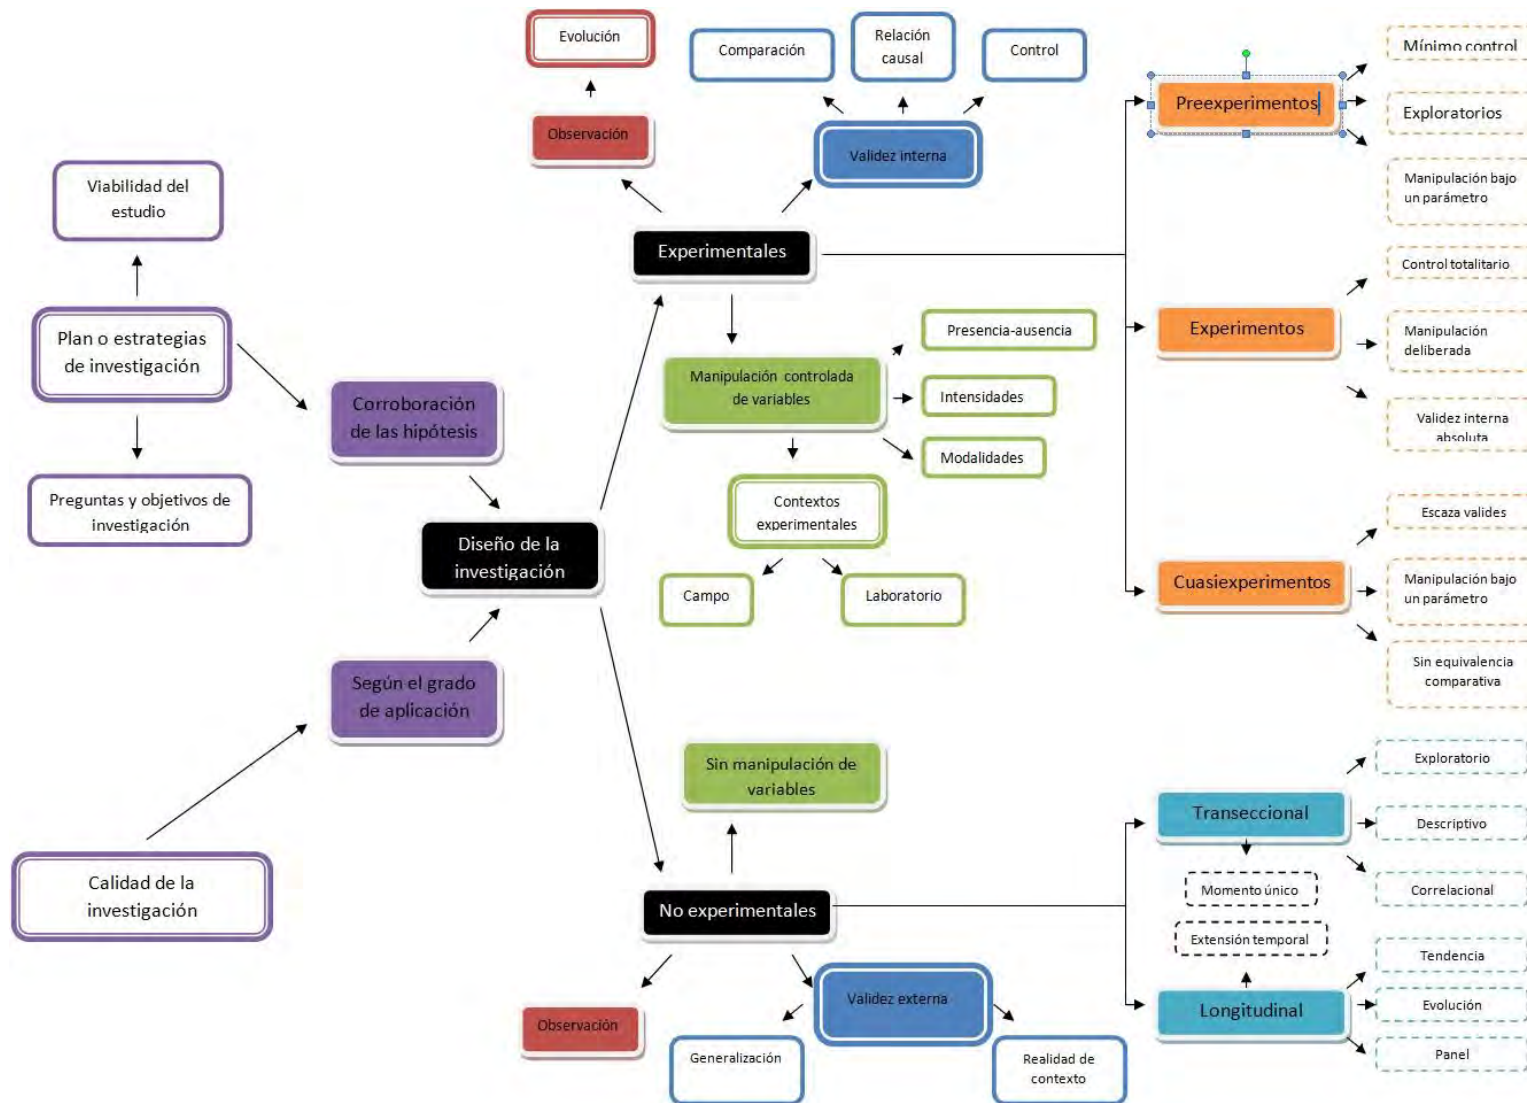 Viabilidad del
estudio
Plan o estrategias
de investigación
Preguntas y objetivos de
investigación
Calidad de la
investigación
Corroboración
de las hipótesis
Según el grado
de aplicación
Diseño de la
investigación
Evolución
Observación
Comparación
Relación
causal
Control
Validez interna
Experimentales
Manipulación controlada
de variables
Presencia-ausencia
Intensidades
Modalidades
Contextos
experimentales
Campo
Laboratorio
Sin manipulación de
variables
No experimentales
Observación
Validez externa
Generalización
Realidad de
contexto
Preexperimentos
Mínimo control
Exploratorios
Manipulación bajo
un parámetro
Experimentos
Control totalitario
Manipulación
deliberada
Validez interna
absoluta
Cuasiexperimentos
Escaza valides
Manipulación bajo
un parámetro
Sin equivalencia
comparativa
Transeccional
Exploratorio
Descriptivo
Correlacional
Momento único
Extensión temporal
Longitudinal
Tendencia
Evolución
Panel